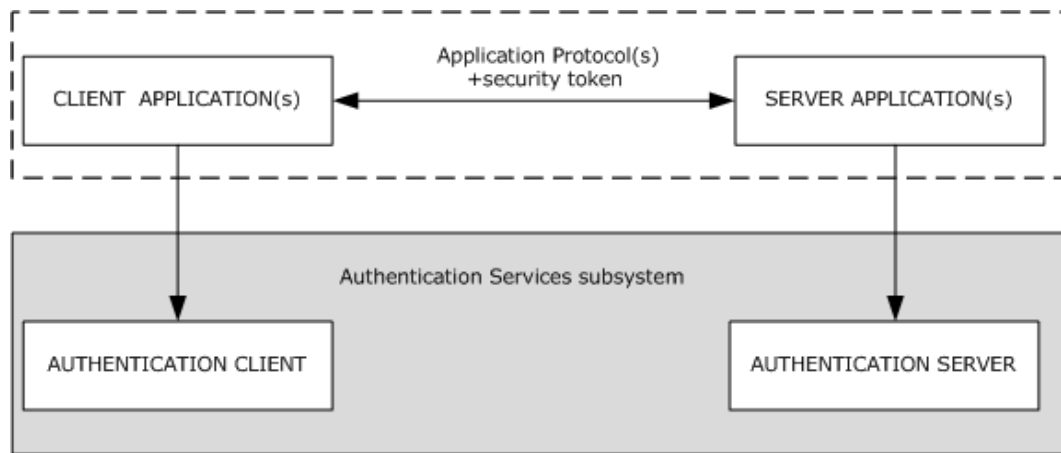 Application Protocol(s)
+security token
CLIENT APPLICATION(s)
SERVER APPLICATION(s)
Authentication Services subsystem
AUTHENTICATION CLIENT
AUTHENTICATION SERVER